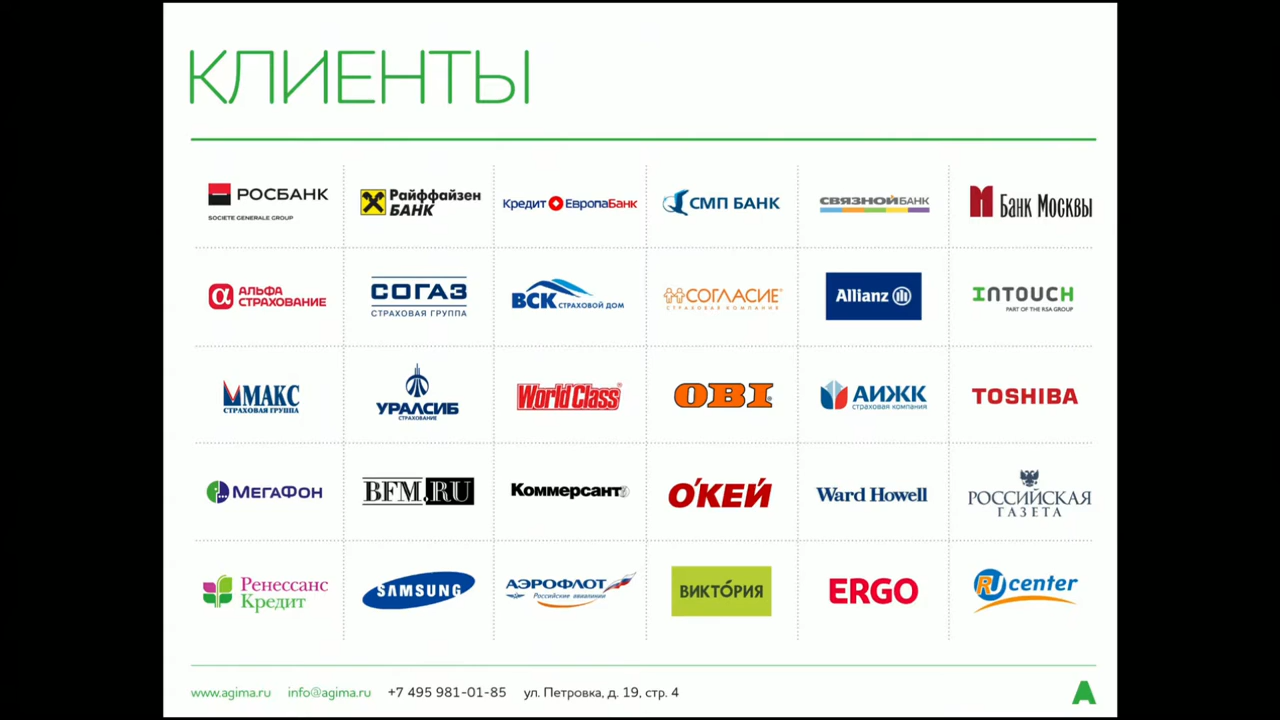 КЛИЕНТЫ
РОСБАНК
SOCIETE GENERALE GROUP
Райффайзен
БАНК
Кредит ЕвропаБанк
СМП БАНК
СВЯЗНОЙ БАНК
Банк Москвы
АЛЬФА
СТРАХОВАНИЕ
СОГАЗ
СТРАХОВАЯ ГРУППА
ВСК СТРАХОВОЙ ДОМ
СОГЛАСИЕ®
СТРАХОВАЯ КОМПАНИЯ
Allianz
INTOUCH
PART OF THE RSA GROUP
МАКС
СТРАХОВАЯ ГРУППА
УРАЛСИБ
СТРАХОВАНИЕ
World Class®
OBI®
АИЖК
страховая компания
TOSHIBA
МЕГАФОН
BFM.RU
Коммерсантъ
О'КЕЙ
Ward Howell
РОССИЙСКАЯ
ГАЗЕТА
Ренессанс
Кредит
SAMSUNG
АЭРОФЛОТ
Российские авиалинии
ВИКТОРИЯ
ERGO
RU center
www.agima.ru info@agima.ru +7 495 981-01-85 ул. Петровка, д. 19, стр. 4
A